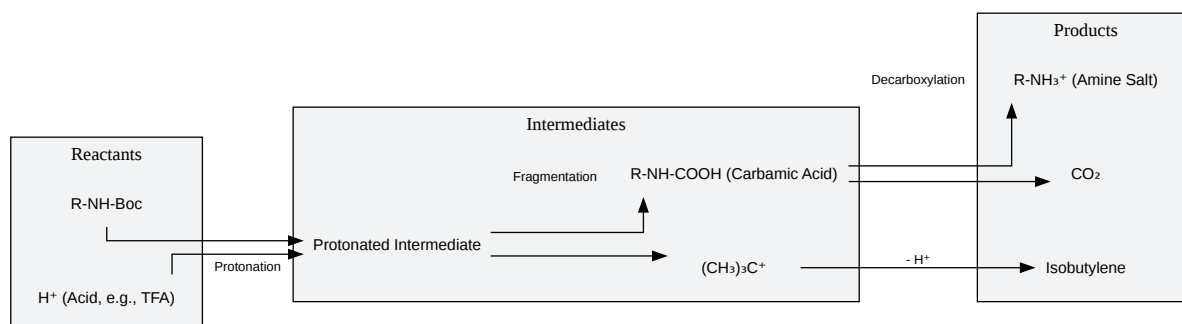 Reactants
R-NH-Boc
H⁺ (Acid, e.g., TFA)
Protonation
Intermediates
Protonated Intermediate
Fragmentation
R-NH-COOH (Carbamic Acid)
(CH₃)₃C⁺
Decarboxylation
- H⁺
Products
R-NH₃⁺ (Amine Salt)
CO₂
Isobutylene